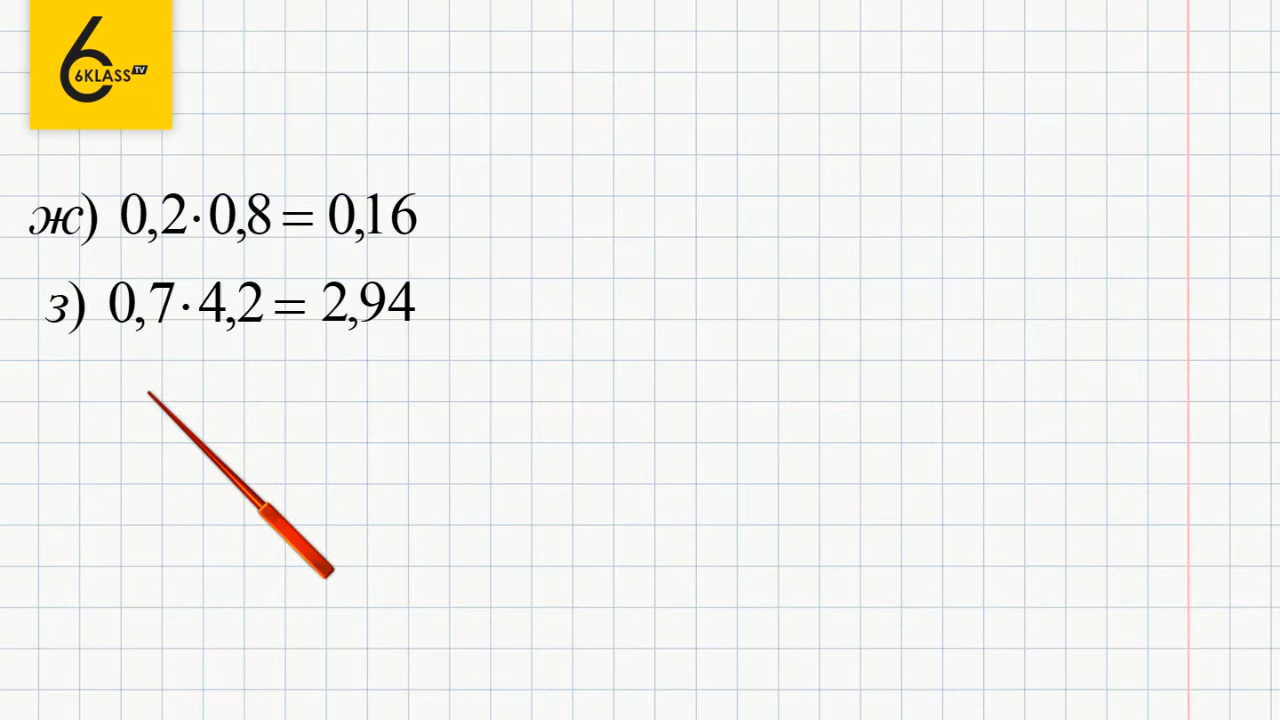 6KLASS TV
ж) 0,2·0,8 = 0,16
з) 0,7·4,2 = 2,94